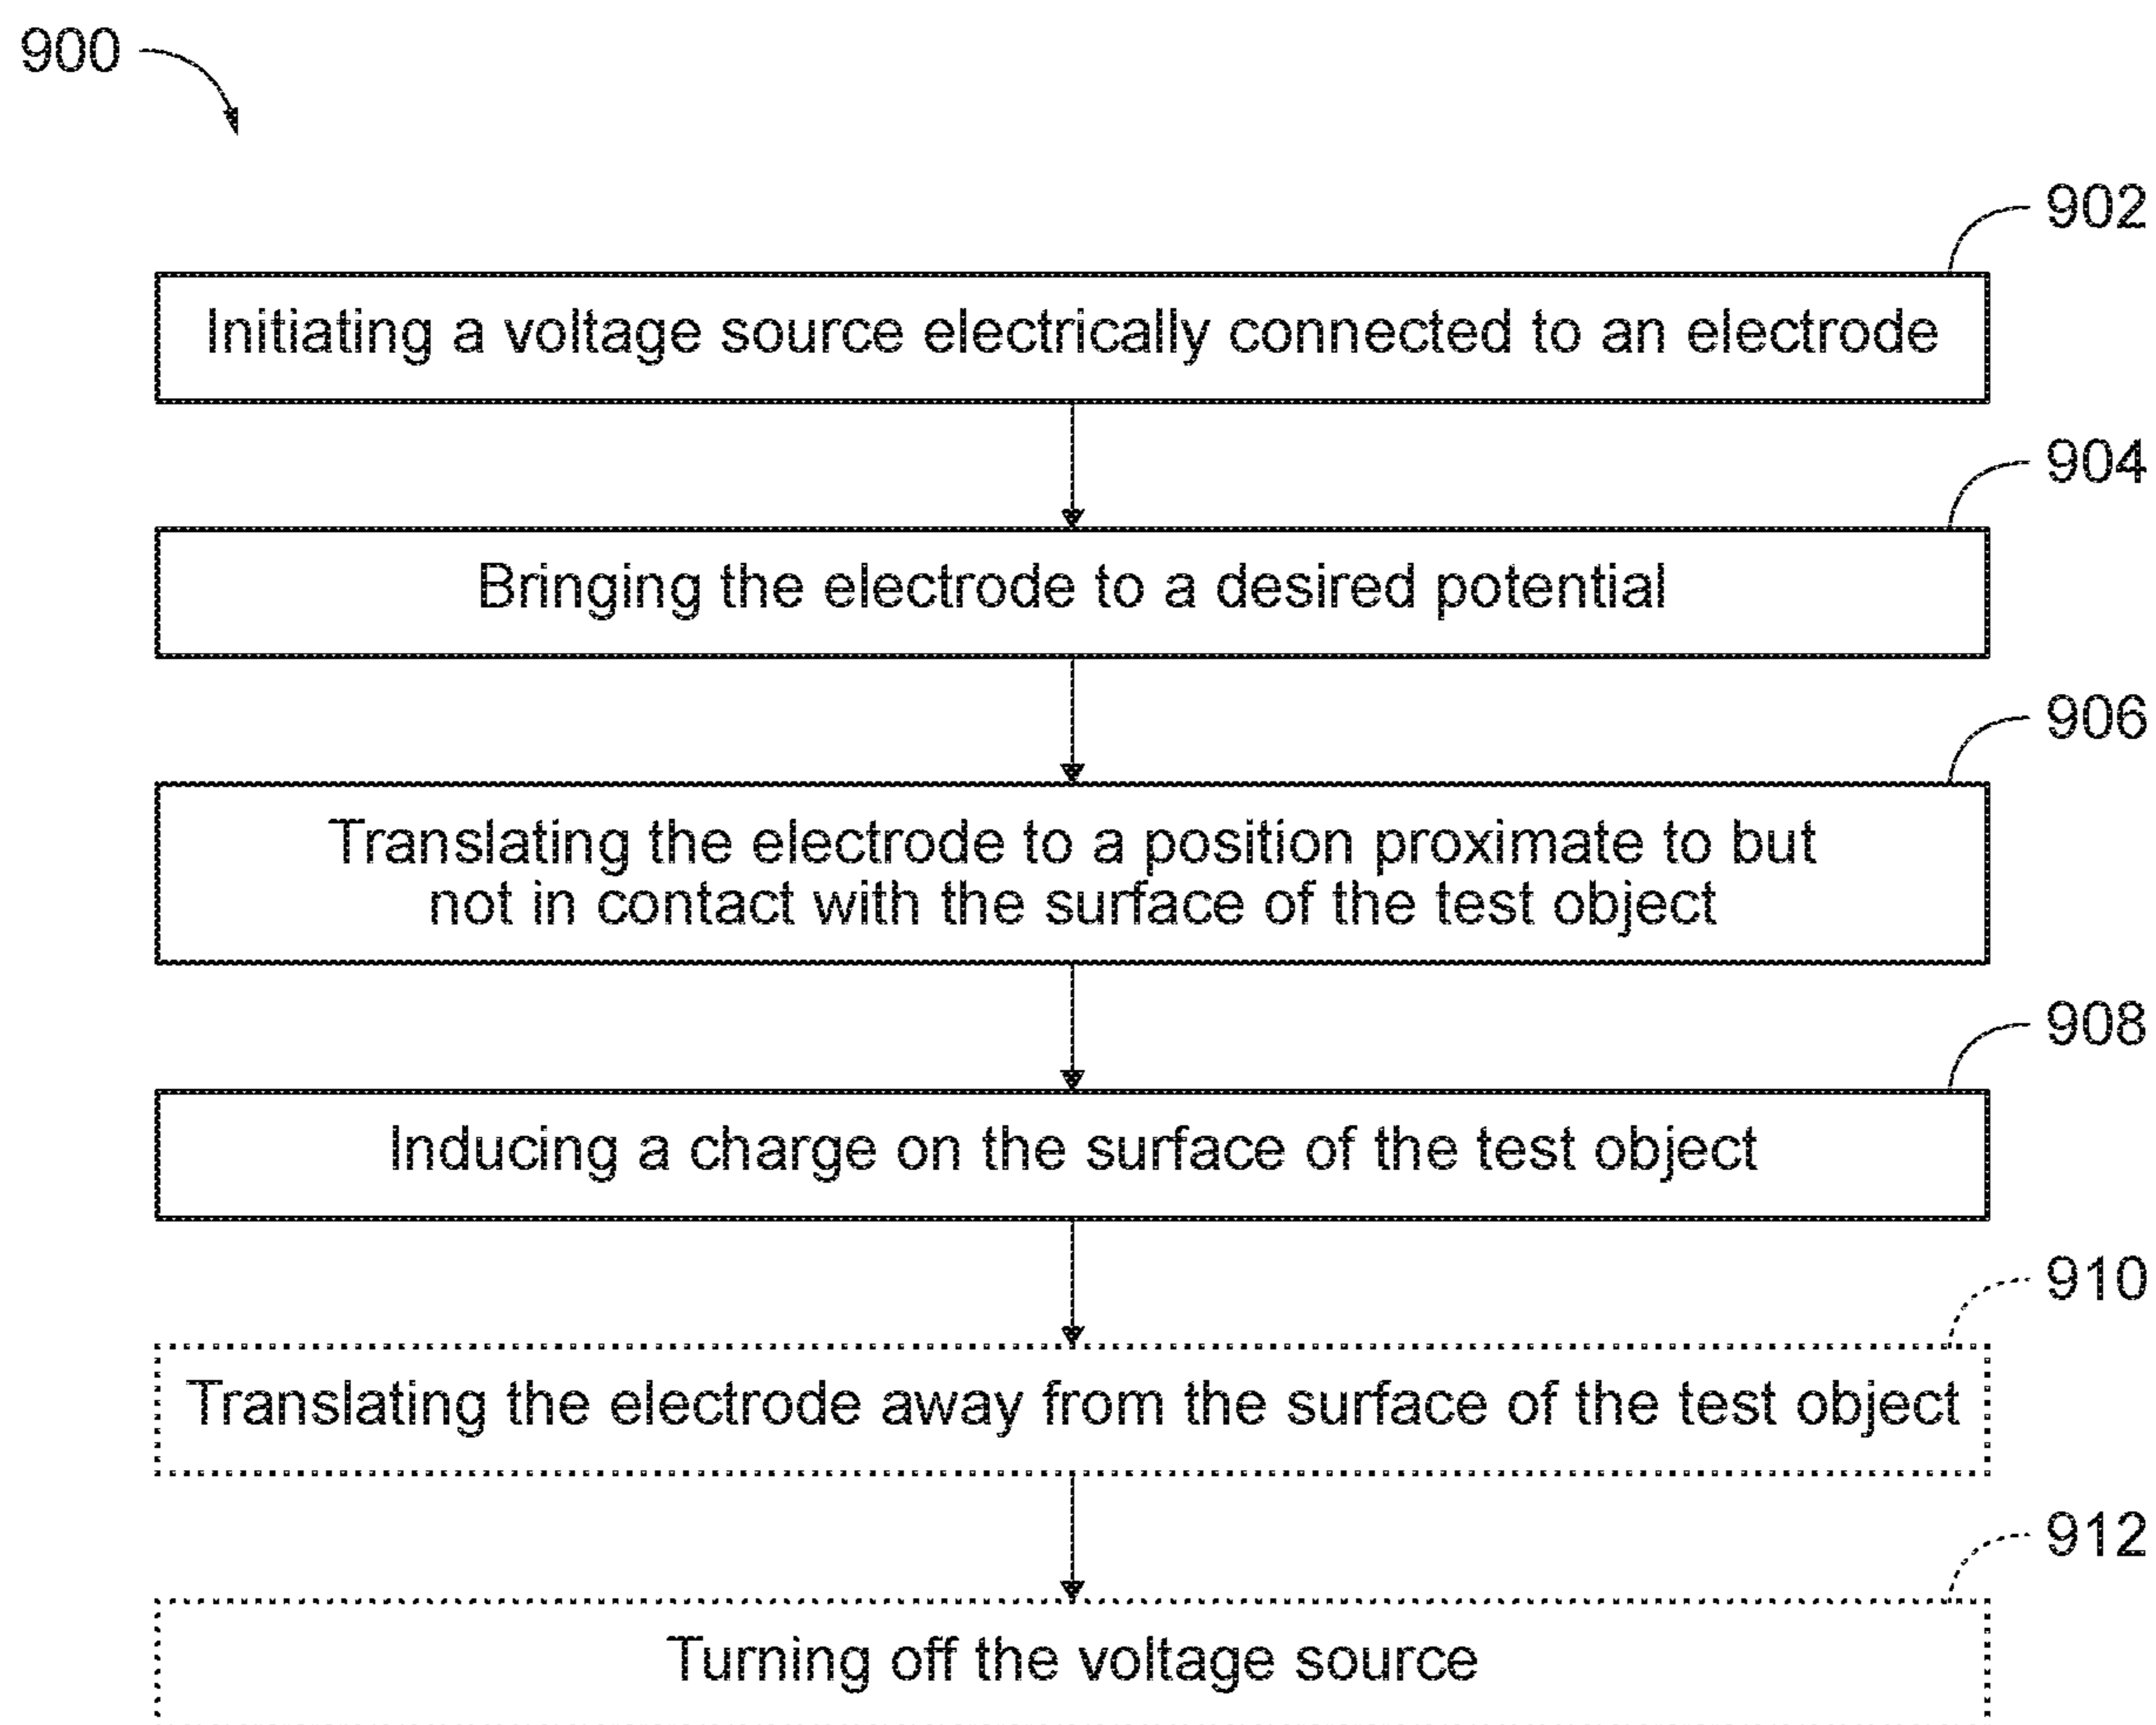 900
902
Initiating a voltage source electrically connected to an electrode
904
Bringing the electrode to a desired potential
906
Translating the electrode to a position proximate to but
not in contact with the surface of the test object
908
Inducing a charge on the surface of the test object
910
Translating the electrode away from the surface of the test object
912
Turning off the voltage source